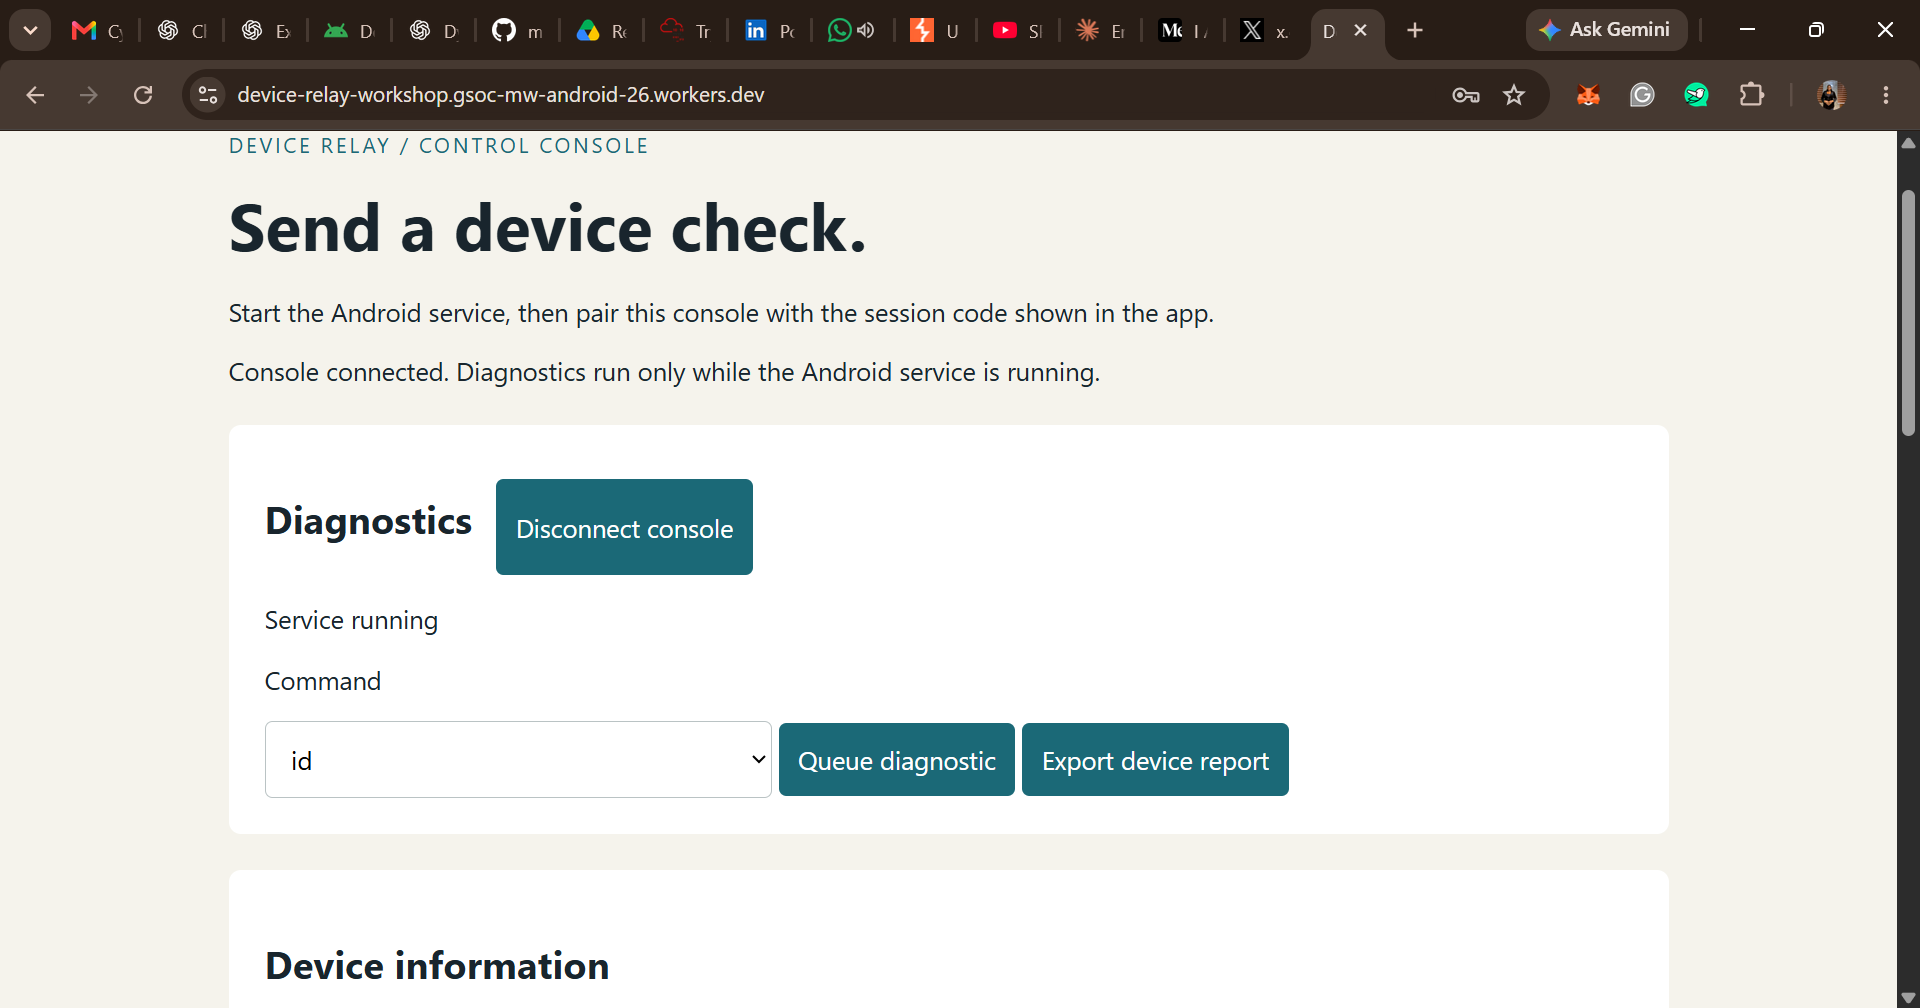 Ask Gemini
device-relay-workshop.gsoc-mw-android-26.workers.dev
DEVICE RELAY / CONTROL CONSOLE
Send a device check.
Start the Android service, then pair this console with the session code shown in the app.
Console connected. Diagnostics run only while the Android service is running.
Diagnostics
Disconnect console
Service running
Command
id
Queue diagnostic
Export device report
Device information